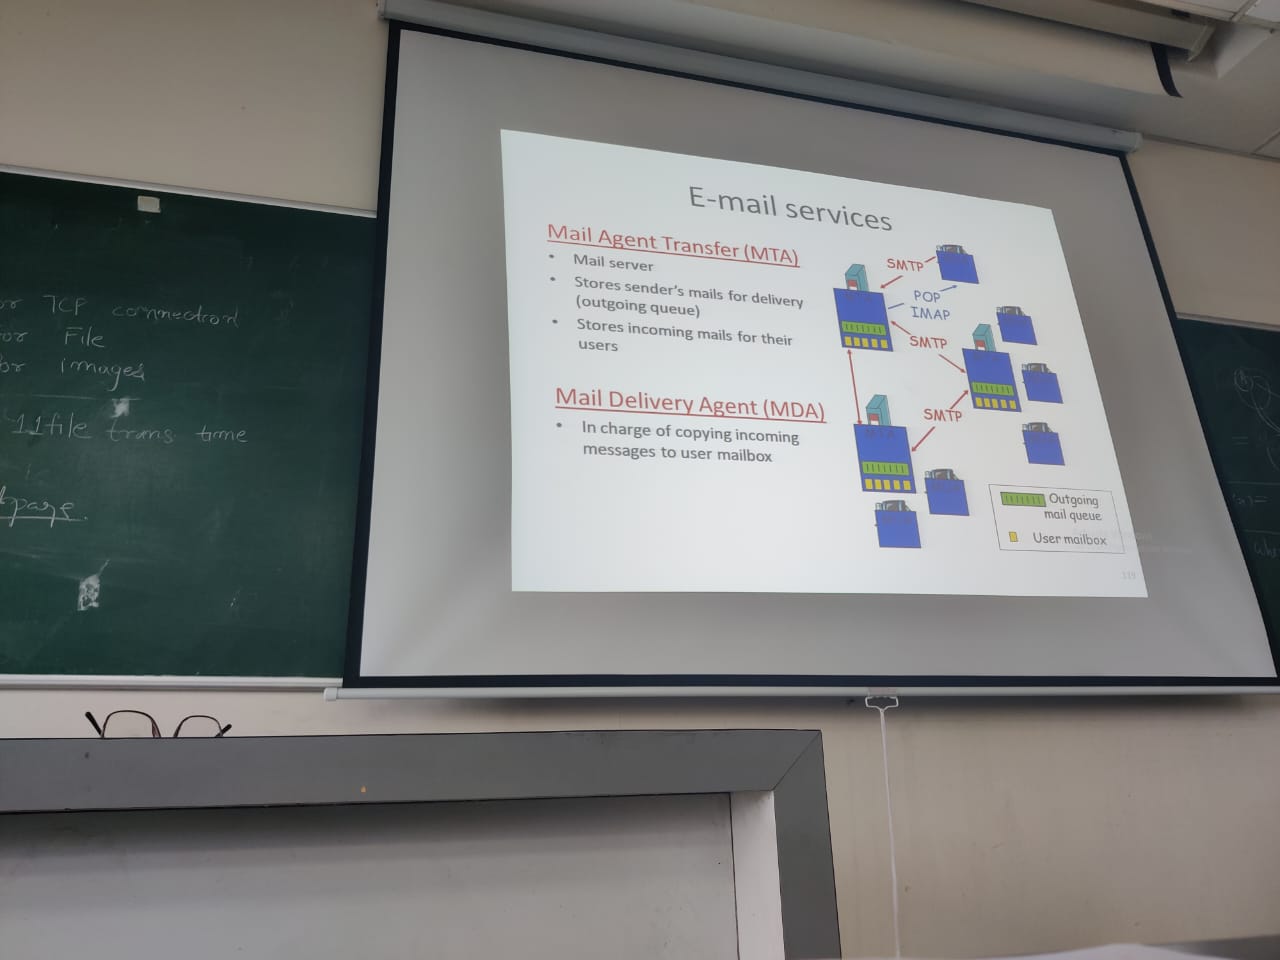 E-mail services
Mail Agent Transfer (MTA)
• Mail server
• Stores sender's mails for delivery
(outgoing queue)
• Stores incoming mails for their
users
Mail Delivery Agent (MDA)
• In charge of copying incoming
messages to user mailbox
SMTP
POP
IMAP
SMTP
SMTP
Outgoing
mail queue
User mailbox
119
or TCP connection
or File
or images
11 file trans. time